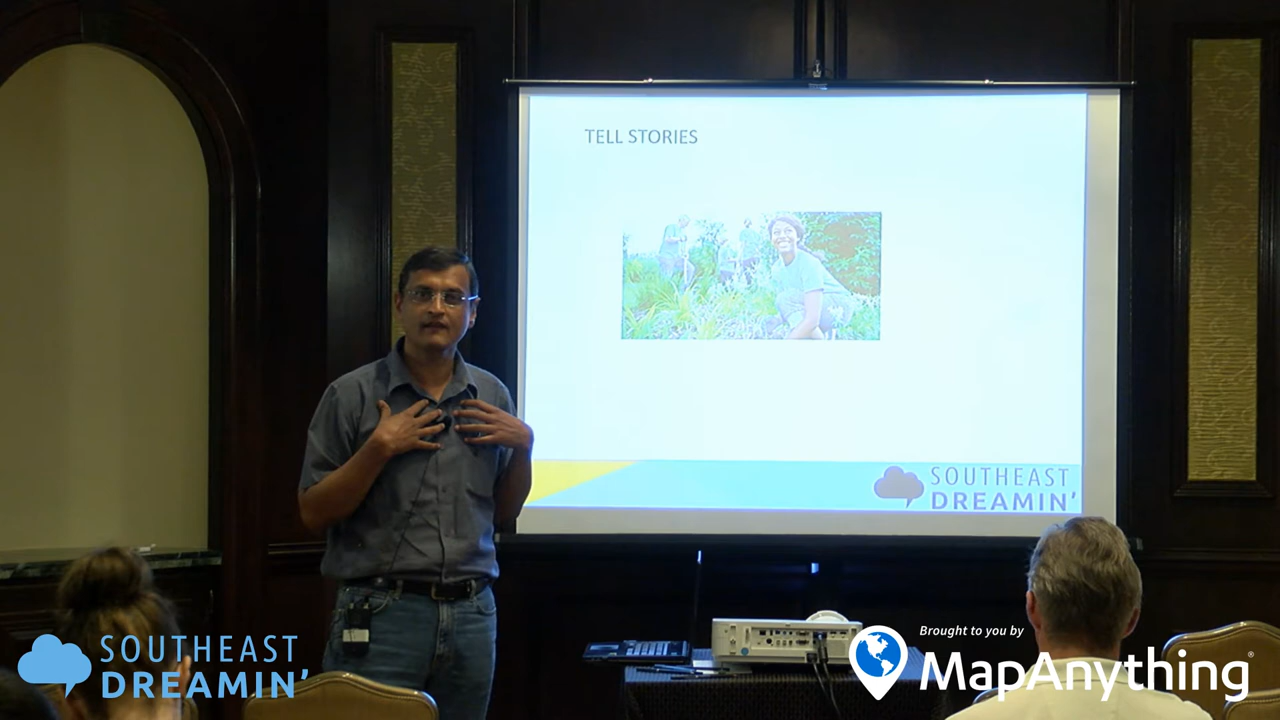 TELL STORIES
SOUTHEAST
DREAMIN'
SOUTHEAST
DREAMIN'
Brought to you by
MapAnything®